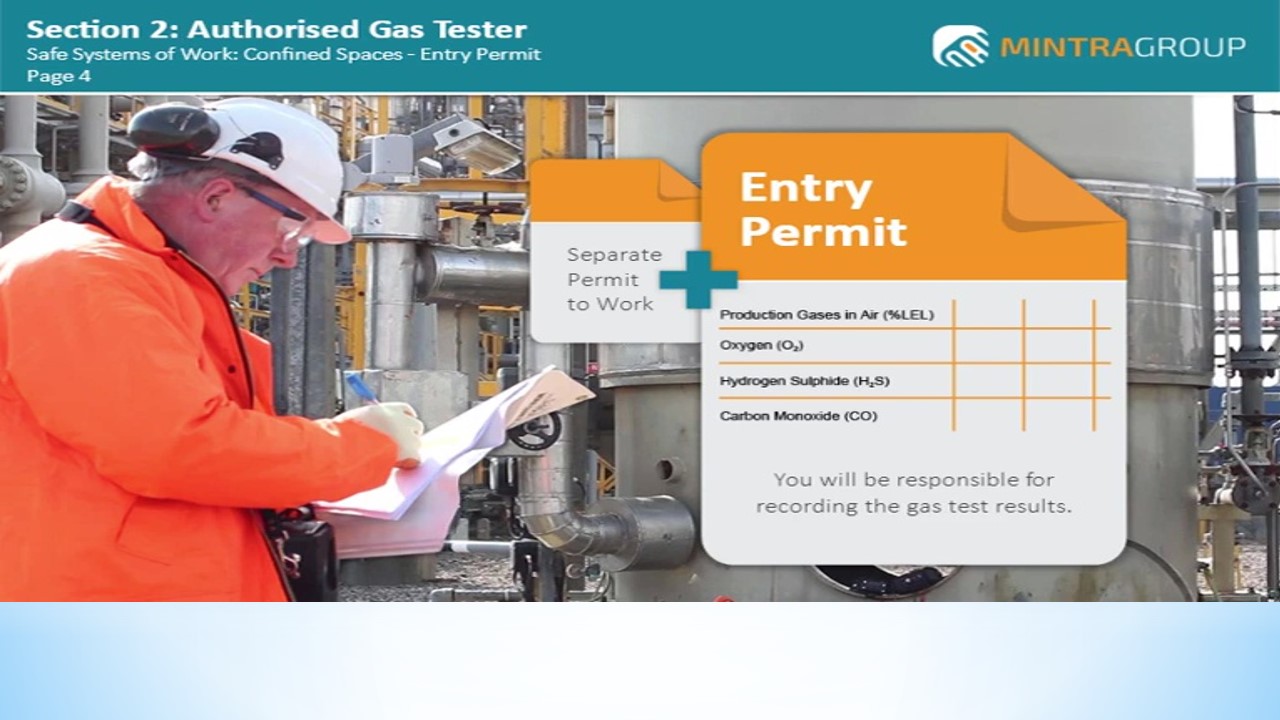 Section 2: Authorised Gas Tester
Safe Systems of Work: Confined Spaces - Entry Permit
Page 4
MINTRAGROUP
Separate
Permit
to Work
Entry
Permit
Production Gases in Air (%LEL)
Oxygen (O₂)
Hydrogen Sulphide (H₂S)
Carbon Monoxide (CO)
You will be responsible for
recording the gas test results.